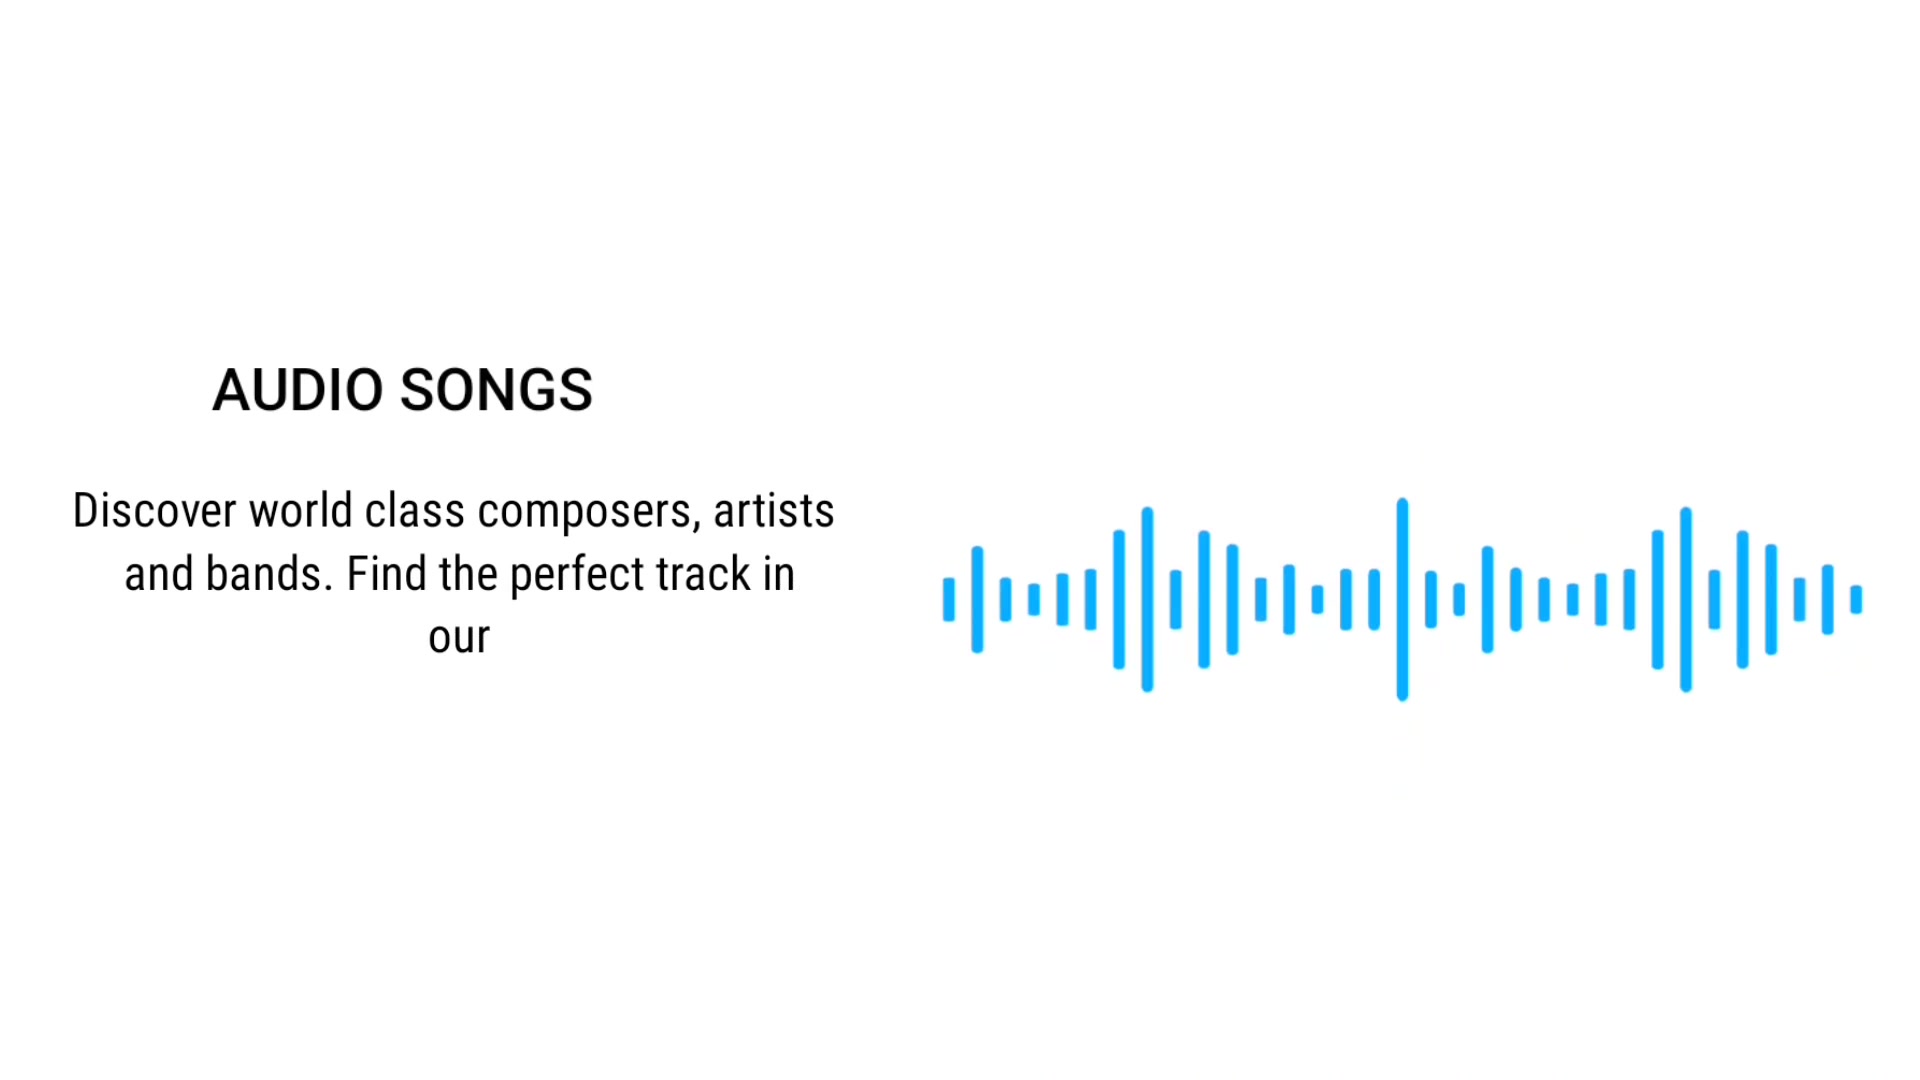 AUDIO SONGS
Discover world class composers, artists
and bands. Find the perfect track in
our